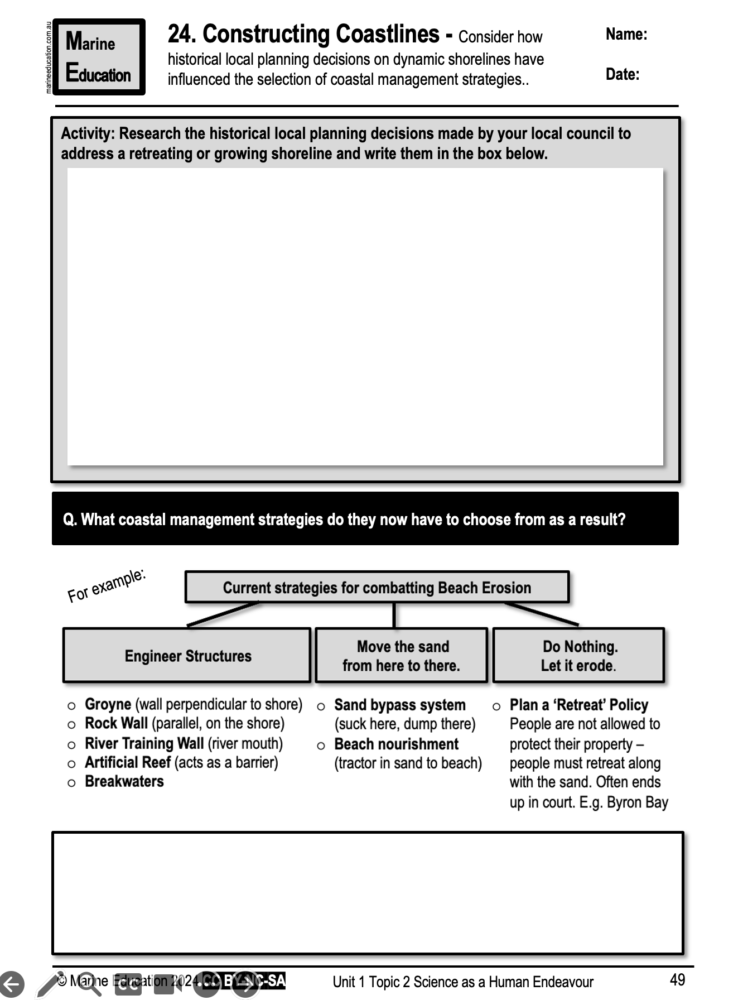 marineeducation.com.au
Marine
Education
24. Constructing Coastlines - Consider how
historical local planning decisions on dynamic shorelines have
influenced the selection of coastal management strategies..
Name:
Date:
Activity: Research the historical local planning decisions made by your local council to
address a retreating or growing shoreline and write them in the box below.
Q. What coastal management strategies do they now have to choose from as a result?
For example:
Current strategies for combatting Beach Erosion
Engineer Structures
Move the sand
from here to there.
Do Nothing.
Let it erode.
o Groyne (wall perpendicular to shore)
o Rock Wall (parallel, on the shore)
o River Training Wall (river mouth)
o Artificial Reef (acts as a barrier)
o Breakwaters
o Sand bypass system
(suck here, dump there)
o Beach nourishment
(tractor in sand to beach)
o Plan a ‘Retreat’ Policy
People are not allowed to
protect their property –
people must retreat along
with the sand. Often ends
up in court. E.g. Byron Bay
© Marine Education 2024 CC BY-NC-SA
CC
Unit 1 Topic 2 Science as a Human Endeavour
49